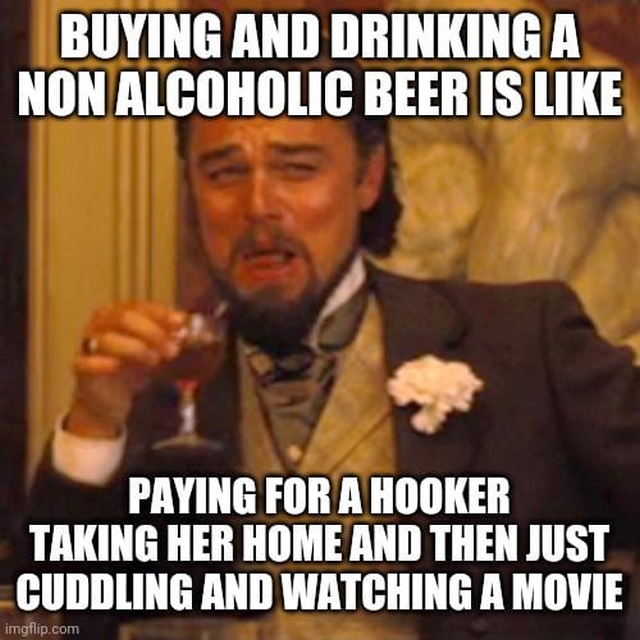 BUYING AND DRINKING A
NON ALCOHOLIC BEER IS LIKE
PAYING FOR A HOOKER
TAKING HER HOME AND THEN JUST
CUDDLING AND WATCHING A MOVIE
imgflip.com